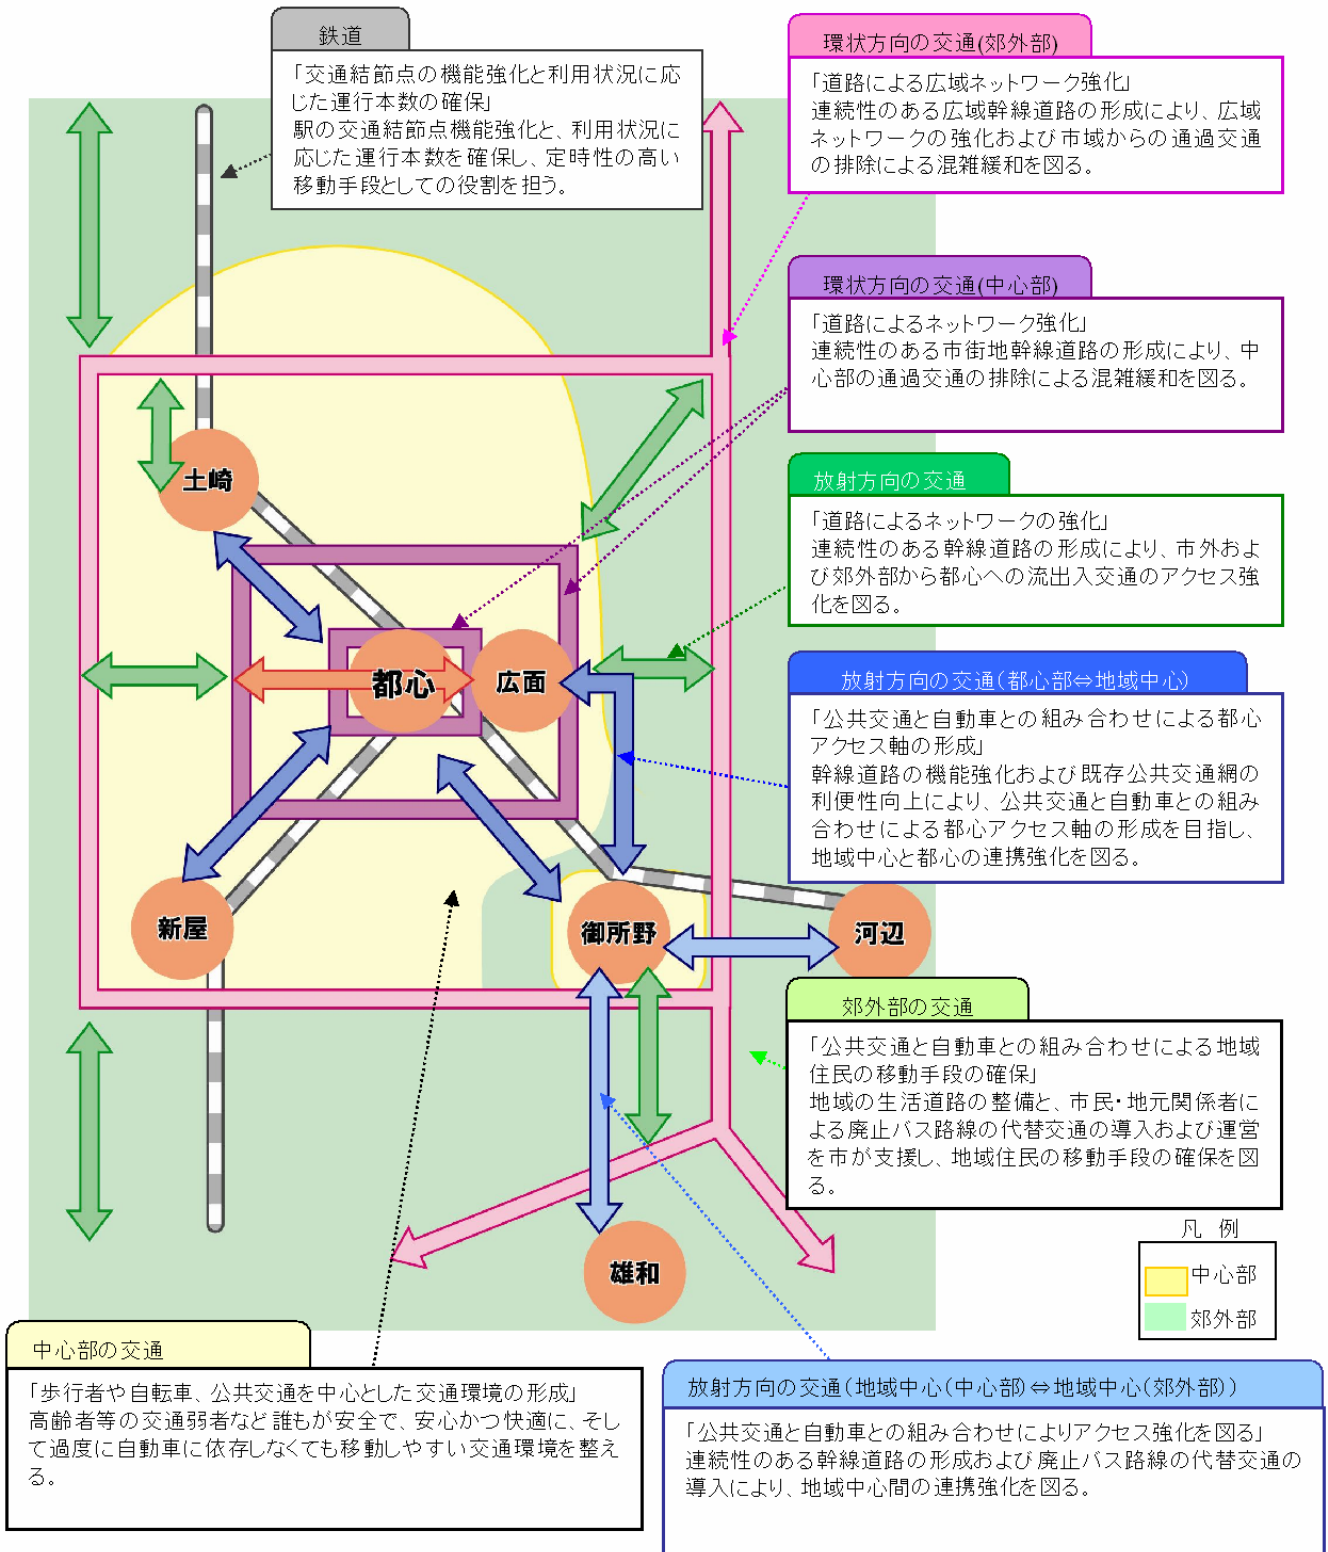 鉄道
「交通結節点の機能強化と利用状況に応
じた運行本数の確保」
駅の交通結節点機能強化と、利用状況に
応じた運行本数を確保し、定時性の高い
移動手段としての役割を担う。
環状方向の交通(郊外部)
「道路による広域ネットワーク強化」
連続性のある広域幹線道路の形成により、広域
ネットワークの強化および市域からの通過交通
の排除による混雑緩和を図る。
環状方向の交通(中心部)
「道路によるネットワーク強化」
連続性のある市街地幹線道路の形成により、中
心部の通過交通の排除による混雑緩和を図る。
放射方向の交通
「道路によるネットワークの強化」
連続性のある幹線道路の形成により、市外およ
び郊外部から都心への流出入交通のアクセス強
化を図る。
放射方向の交通(都心部⇔地域中心)
「公共交通と自動車との組み合わせによる都心
アクセス軸の形成」
幹線道路の機能強化および既存公共交通網の
利便性向上により、公共交通と自動車との組み
合わせによる都心アクセス軸の形成を目指し、
地域中心と都心の連携強化を図る。
土崎
都心
広面
新屋
御所野
河辺
雄和
郊外部の交通
「公共交通と自動車との組み合わせによる地域
住民の移動手段の確保」
地域の生活道路の整備と、市民・地元関係者に
よる廃止バス路線の代替交通の導入および運営
を市が支援し、地域住民の移動手段の確保を図
る。
凡 例
中心部
郊外部
中心部の交通
「歩行者や自転車、公共交通を中心とした交通環境の形成」
高齢者等の交通弱者など誰もが安全で、安心かつ快適に、そし
て過度に自動車に依存しなくても移動しやすい交通環境を整え
る。
放射方向の交通(地域中心(中心部)⇔地域中心(郊外部))
「公共交通と自動車との組み合わせによりアクセス強化を図る」
連続性のある幹線道路の形成および廃止バス路線の代替交通の
導入により、地域中心間の連携強化を図る。